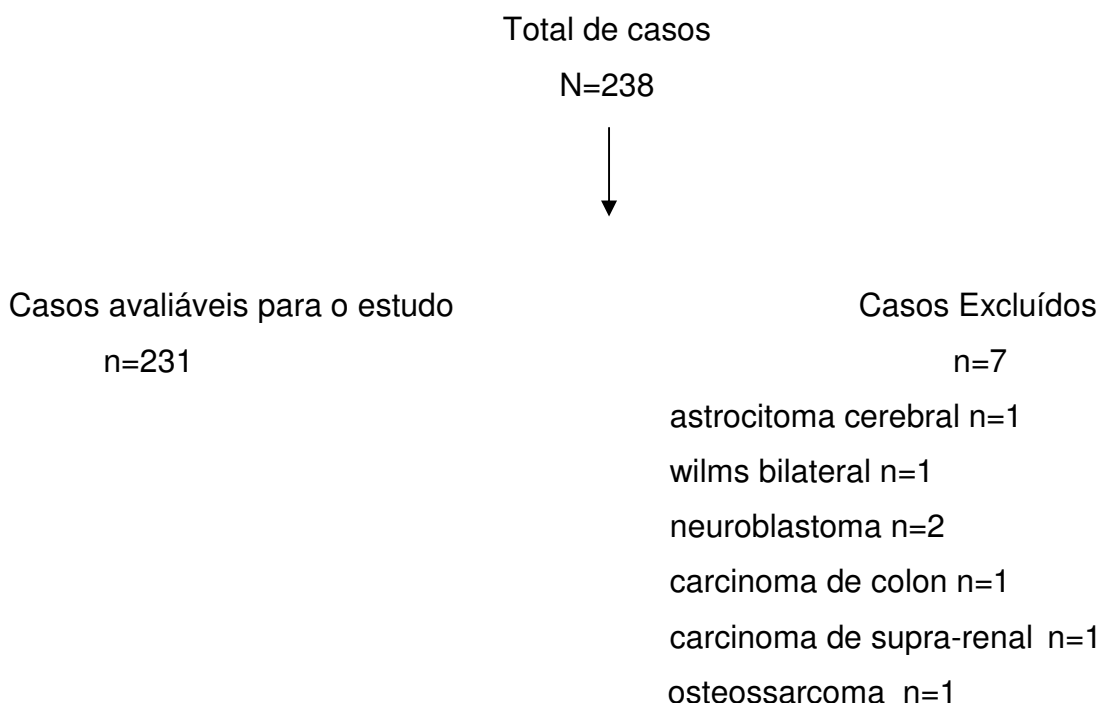 Total de casos
N=238
Casos avaliáveis para o estudo
n=231
Casos Excluídos
n=7
astrocitoma cerebral n=1
wilms bilateral n=1
neuroblastoma n=2
carcinoma de colon n=1
carcinoma de supra-renal n=1
osteossarcoma n=1